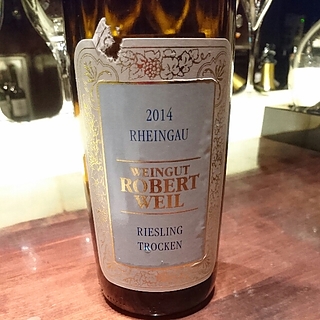 2014
RHEINGAU
WEINGUT
ROBERT
WEIL
RIESLING
TROCKEN